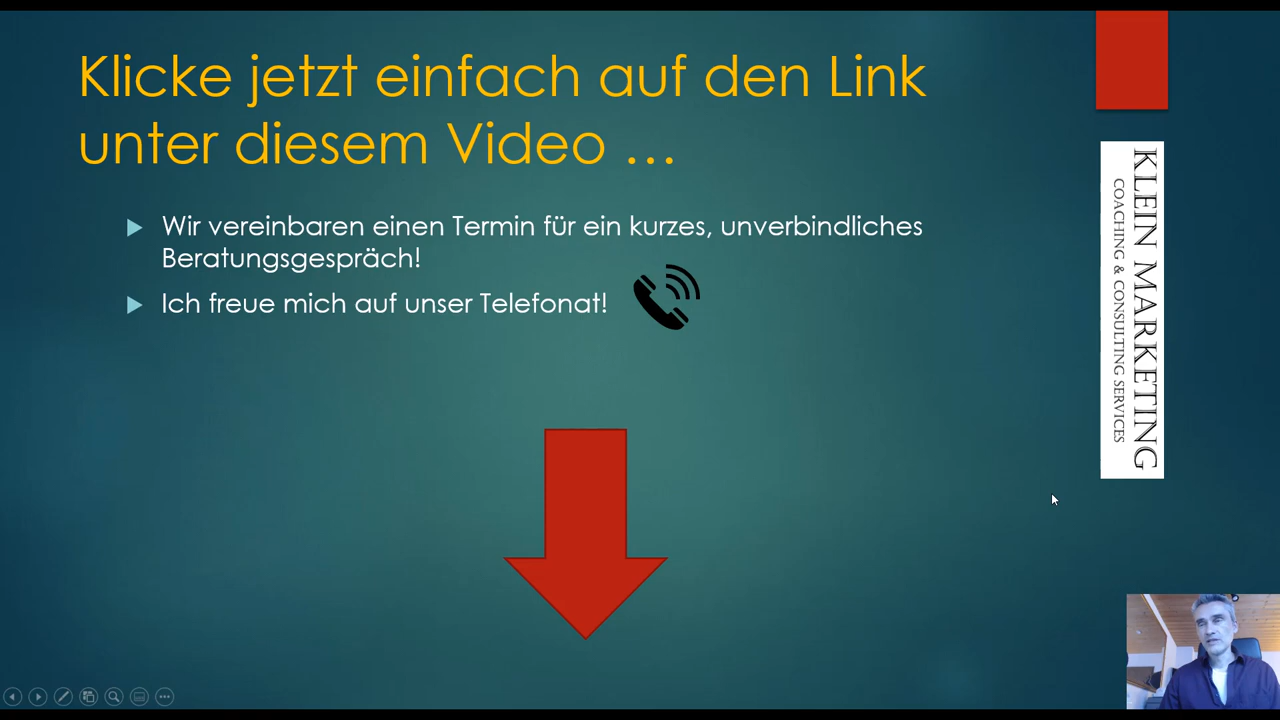 Klicke jetzt einfach auf den Link
unter diesem Video …
Wir vereinbaren einen Termin für ein kurzes, unverbindliches
Beratungsgespräch!
Ich freue mich auf unser Telefonat!
KLEIN MARKETING
COACHING & CONSULTING SERVICES